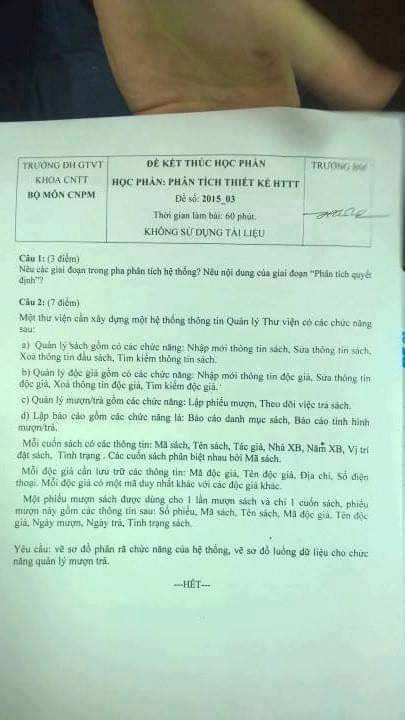 TRƯỜNG ĐH GTVT
KHOA CNTT
BỘ MÔN CNPM
ĐỀ KẾT THÚC HỌC PHẦN
HỌC PHẦN: PHÂN TÍCH THIẾT KẾ HTTT
Đề số: 2015_03
Thời gian làm bài: 60 phút.
KHÔNG SỬ DỤNG TÀI LIỆU
TRƯỞNG
Câu 1: (3 điểm)
Nêu các giai đoạn trong pha phân tích hệ thống? Nêu nội dung của giai đoạn "Phân tích quyết
định"?
Câu 2: (7 điểm)
Một thư viện cần xây dựng một hệ thống thông tin Quản lý Thư viện có các chức năng
sau:
a) Quản lý sách gồm có các chức năng: Nhập mới thông tin sách, Sửa thông tin sách,
Xoá thông tin đầu sách, Tìm kiếm thông tin sách.
b) Quản lý độc giả gồm có các chức năng: Nhập mới thông tin độc giả, Sửa thông tin
độc giả, Xoá thông tin độc giả, Tìm kiếm độc giả.
c) Quản lý mượn/trả gồm các chức năng: Lập phiếu mượn, Theo dõi việc trả sách.
d) Lập báo cáo gồm các chức năng là: Báo cáo danh mục sách, Báo cáo tình hình
mượn/trả.
Mỗi cuốn sách có các thông tin: Mã sách, Tên sách, Tác giả, Nhà XB, Năm XB, Vị trí
đặt sách, Tình trạng . Các cuốn sách phân biệt nhau bởi Mã sách.
Mỗi độc giả cần lưu trữ các thông tin: Mã độc giả, Tên độc giả, Địa chỉ, Số điện
thoại. Mỗi độc giả có một mã duy nhất khác với các độc giả khác.
Một phiếu mượn sách được dùng cho 1 lần mượn sách và chỉ 1 cuốn sách, phiếu
mượn này gồm các thông tin sau: Số phiếu, Mã sách, Tên sách, Mã độc giả, Tên độc
giả, Ngày mượn, Ngày trả, Tình trạng sách.
Yêu cầu: vẽ sơ đồ phân rã chức năng của hệ thống, vẽ sơ đồ luồng dữ liệu cho chức
năng quản lý mượn trả.
---HẾT---